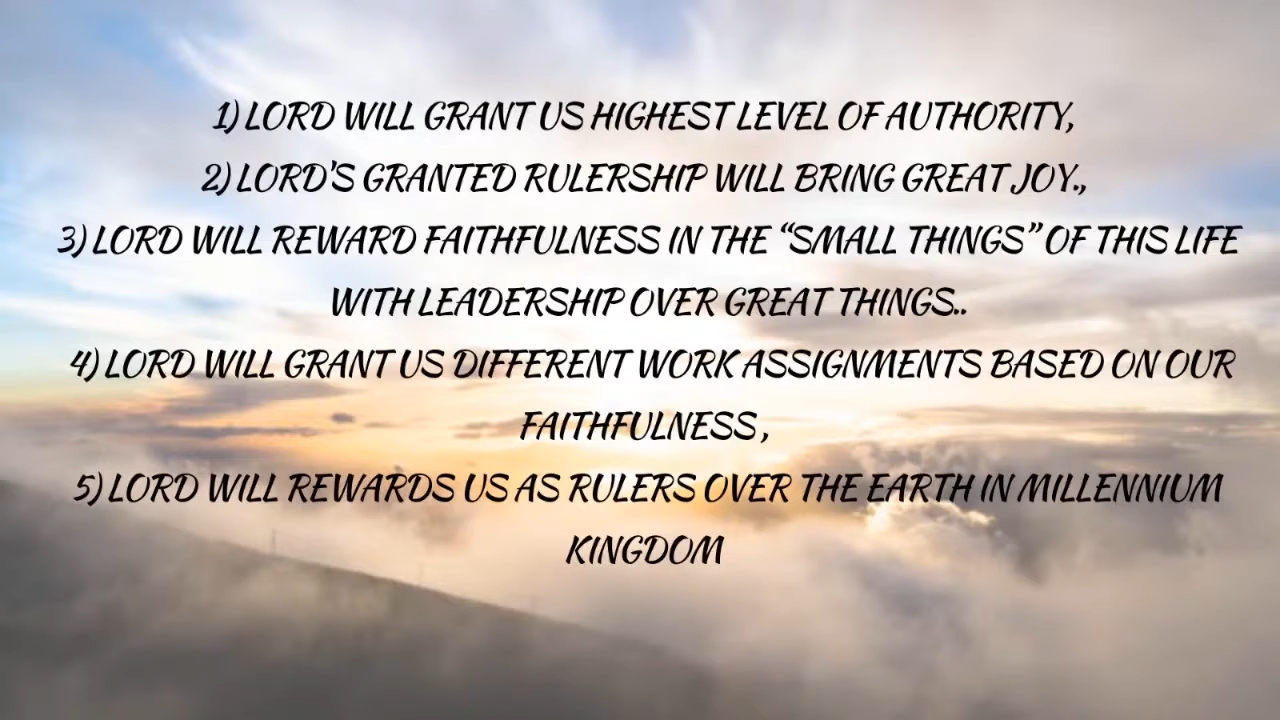 1) LORD WILL GRANT US HIGHEST LEVEL OF AUTHORITY,
2) LORD'S GRANTED RULERSHIP WILL BRING GREAT JOY.,
3) LORD WILL REWARD FAITHFULNESS IN THE “SMALL THINGS” OF THIS LIFE
WITH LEADERSHIP OVER GREAT THINGS..
4) LORD WILL GRANT US DIFFERENT WORK ASSIGNMENTS BASED ON OUR
FAITHFULNESS ,
5) LORD WILL REWARDS US AS RULERS OVER THE EARTH IN MILLENNIUM
KINGDOM